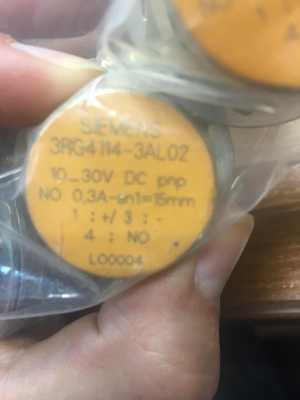 SIEMENS
3RG4114-3AL02
10...30V DC pnp
NO 0,3A-sn1=15mm
1 : +/ 3 : -
4 : NO
L00004